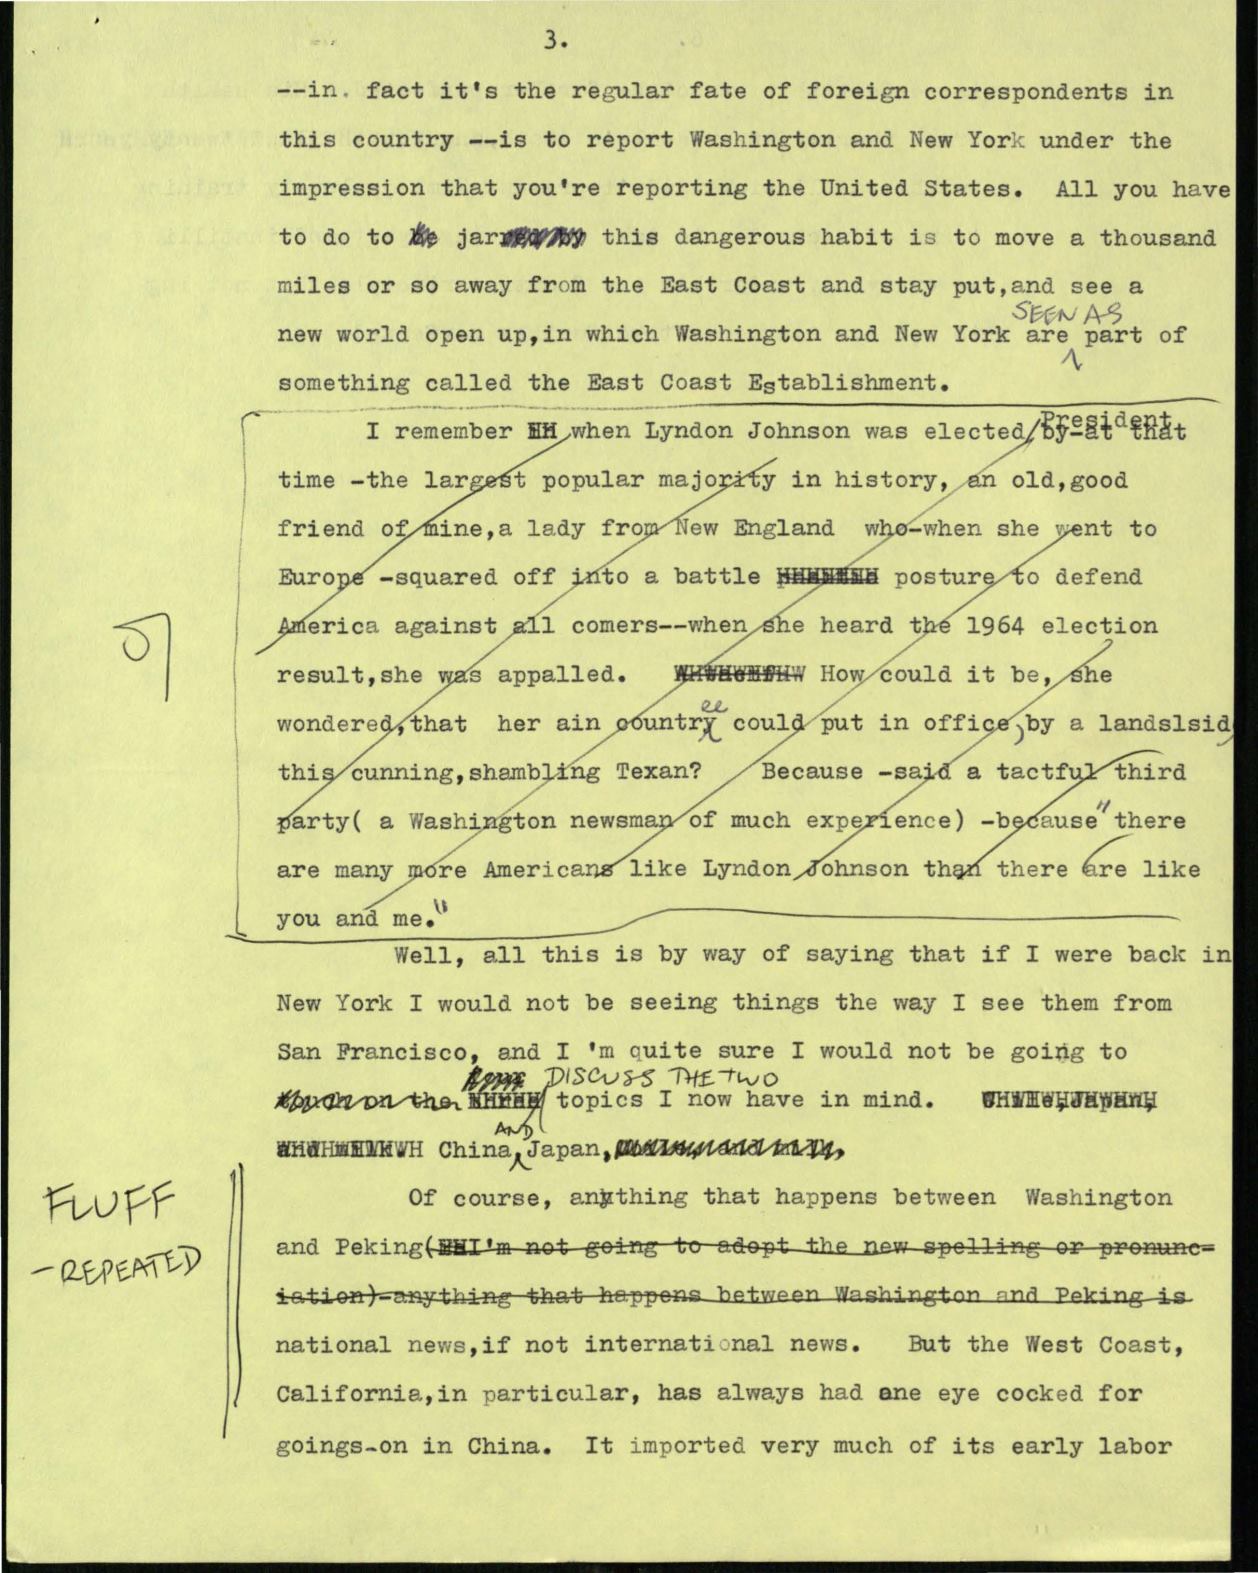 3.
--in. fact it's the regular fate of foreign correspondents in
this country --is to report Washington and New York under the
impression that you're reporting the United States. All you have
to do to be jar this dangerous habit is to move a thousand
miles or so away from the East Coast and stay put,and see a
SEEN AS
new world open up,in which Washington and New York are part of
something called the East Coast Establishment.
President
I remember when Lyndon Johnson was elected/by-at that
time -the largest popular majority in history, an old,good
friend of mine,a lady from New England who-when she went to
Europe -squared off into a battle posture to defend
America against all comers--when she heard the 1964 election
result,she was appalled. How could it be, she
ee
wondered,that her ain country could put in office,by a landslsid
this cunning,shambling Texan? Because -said a tactful third
party( a Washington newsman of much experience) -because"there
are many more Americans like Lyndon Johnson than there are like
you and me."
Well, all this is by way of saying that if I were back in
New York I would not be seeing things the way I see them from
San Francisco, and I 'm quite sure I would not be going to
DISCUSS THE TWO
touch on the topics I now have in mind.
AND
China,Japan,
Of course, anything that happens between Washington
FLUFF
and Peking(I'm not going to adopt the new spelling or pronunc=
-REPEATED
iation)-anything that happens between Washington and Peking is
national news,if not international news. But the West Coast,
California,in particular, has always had one eye cocked for
goings-on in China. It imported very much of its early labor